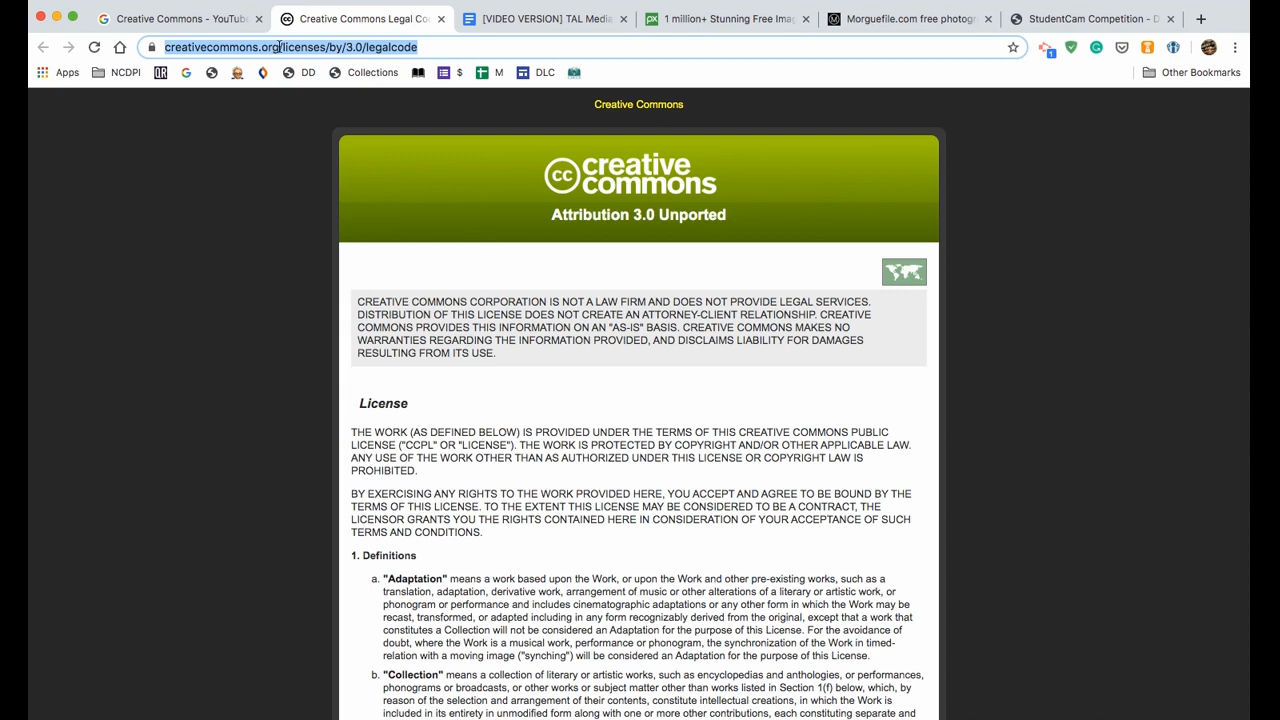 Creative Commons - YouTube
Creative Commons Legal Co
[VIDEO VERSION] TAL Media
1 million+ Stunning Free Ima
Morguefile.com free photogr
StudentCam Competition - D
creativecommons.org/licenses/by/3.0/legalcode
1
Apps
NCDPI
DD
Collections
$
M
DLC
Other Bookmarks
Creative Commons
cc creative
commons
Attribution 3.0 Unported
CREATIVE COMMONS CORPORATION IS NOT A LAW FIRM AND DOES NOT PROVIDE LEGAL SERVICES.
DISTRIBUTION OF THIS LICENSE DOES NOT CREATE AN ATTORNEY-CLIENT RELATIONSHIP. CREATIVE
COMMONS PROVIDES THIS INFORMATION ON AN "AS-IS" BASIS. CREATIVE COMMONS MAKES NO
WARRANTIES REGARDING THE INFORMATION PROVIDED, AND DISCLAIMS LIABILITY FOR DAMAGES
RESULTING FROM ITS USE.
License
THE WORK (AS DEFINED BELOW) IS PROVIDED UNDER THE TERMS OF THIS CREATIVE COMMONS PUBLIC
LICENSE ("CCPL" OR "LICENSE"). THE WORK IS PROTECTED BY COPYRIGHT AND/OR OTHER APPLICABLE LAW.
ANY USE OF THE WORK OTHER THAN AS AUTHORIZED UNDER THIS LICENSE OR COPYRIGHT LAW IS
PROHIBITED.
BY EXERCISING ANY RIGHTS TO THE WORK PROVIDED HERE, YOU ACCEPT AND AGREE TO BE BOUND BY THE
TERMS OF THIS LICENSE. TO THE EXTENT THIS LICENSE MAY BE CONSIDERED TO BE A CONTRACT, THE
LICENSOR GRANTS YOU THE RIGHTS CONTAINED HERE IN CONSIDERATION OF YOUR ACCEPTANCE OF SUCH
TERMS AND CONDITIONS.
1. Definitions
a. "Adaptation" means a work based upon the Work, or upon the Work and other pre-existing works, such as a
translation, adaptation, derivative work, arrangement of music or other alterations of a literary or artistic work, or
phonogram or performance and includes cinematographic adaptations or any other form in which the Work may be
recast, transformed, or adapted including in any form recognizably derived from the original, except that a work that
constitutes a Collection will not be considered an Adaptation for the purpose of this License. For the avoidance of
doubt, where the Work is a musical work, performance or phonogram, the synchronization of the Work in timed-
relation with a moving image ("synching") will be considered an Adaptation for the purpose of this License.
b. "Collection" means a collection of literary or artistic works, such as encyclopedias and anthologies, or performances,
phonograms or broadcasts, or other works or subject matter other than works listed in Section 1(f) below, which, by
reason of the selection and arrangement of their contents, constitute intellectual creations, in which the Work is
included in its entirety in unmodified form along with one or more other contributions, each constituting separate and